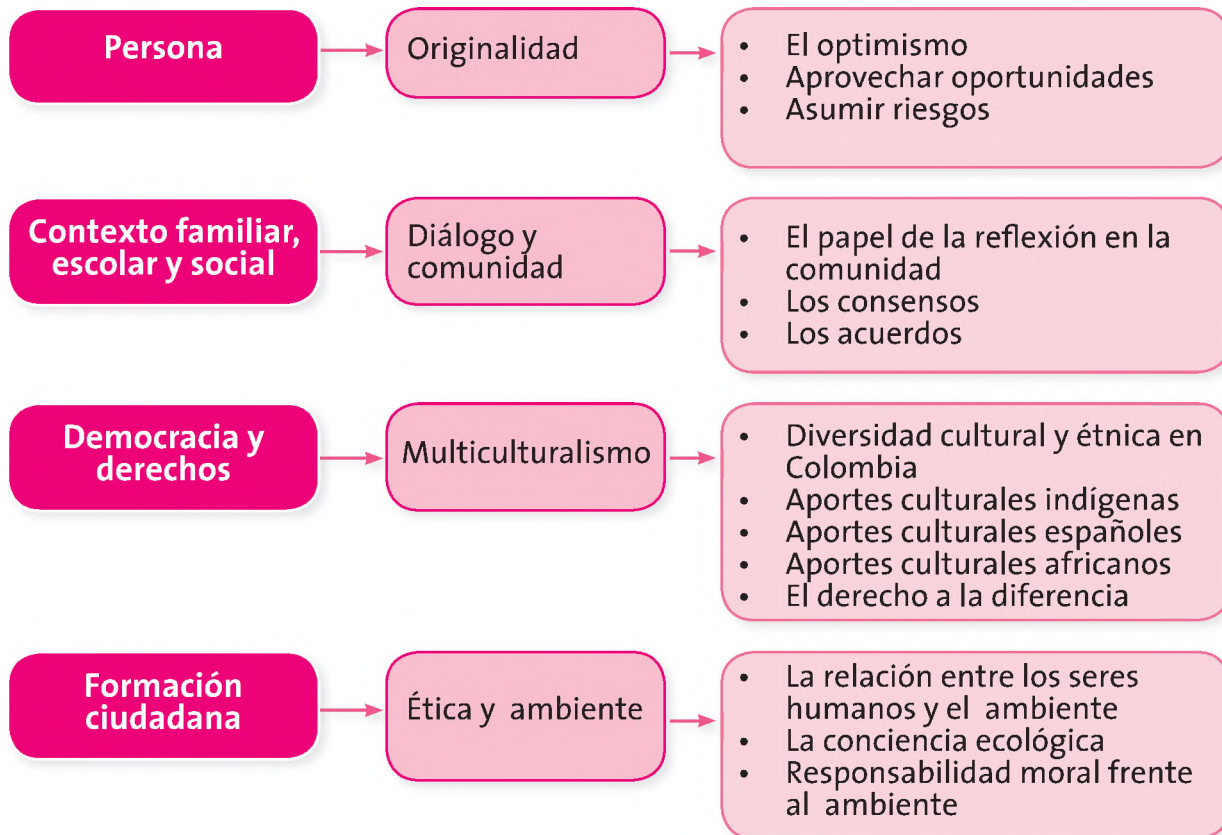 Persona
Originalidad
• El optimismo
• Aprovechar oportunidades
• Asumir riesgos
Contexto familiar,
escolar y social
Diálogo y
comunidad
• El papel de la reflexión en la
comunidad
• Los consensos
• Los acuerdos
Democracia y
derechos
Multiculturalismo
• Diversidad cultural y étnica en
Colombia
• Aportes culturales indígenas
• Aportes culturales españoles
• Aportes culturales africanos
• El derecho a la diferencia
Formación
ciudadana
Ética y ambiente
• La relación entre los seres
humanos y el ambiente
• La conciencia ecológica
• Responsabilidad moral frente
al ambiente